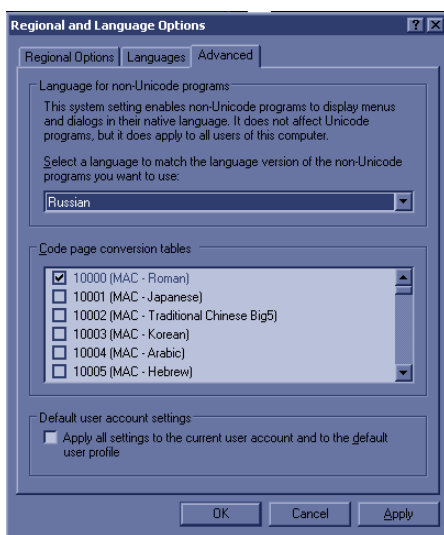 Regional and Language Options
Regional Options Languages Advanced
Language for non-Unicode programs
This system setting enables non-Unicode programs to display menus
and dialogs in their native language. It does not affect Unicode
programs, but it does apply to all users of this computer.
Select a language to match the language version of the non-Unicode
programs you want to use:
Russian
Code page conversion tables
10000 (MAC - Roman)
10001 (MAC - Japanese)
10002 (MAC - Traditional Chinese Big5)
10003 (MAC - Korean)
10004 (MAC - Arabic)
10005 (MAC - Hebrew)
Default user account settings
Apply all settings to the current user account and to the default
user profile
OK Cancel Apply